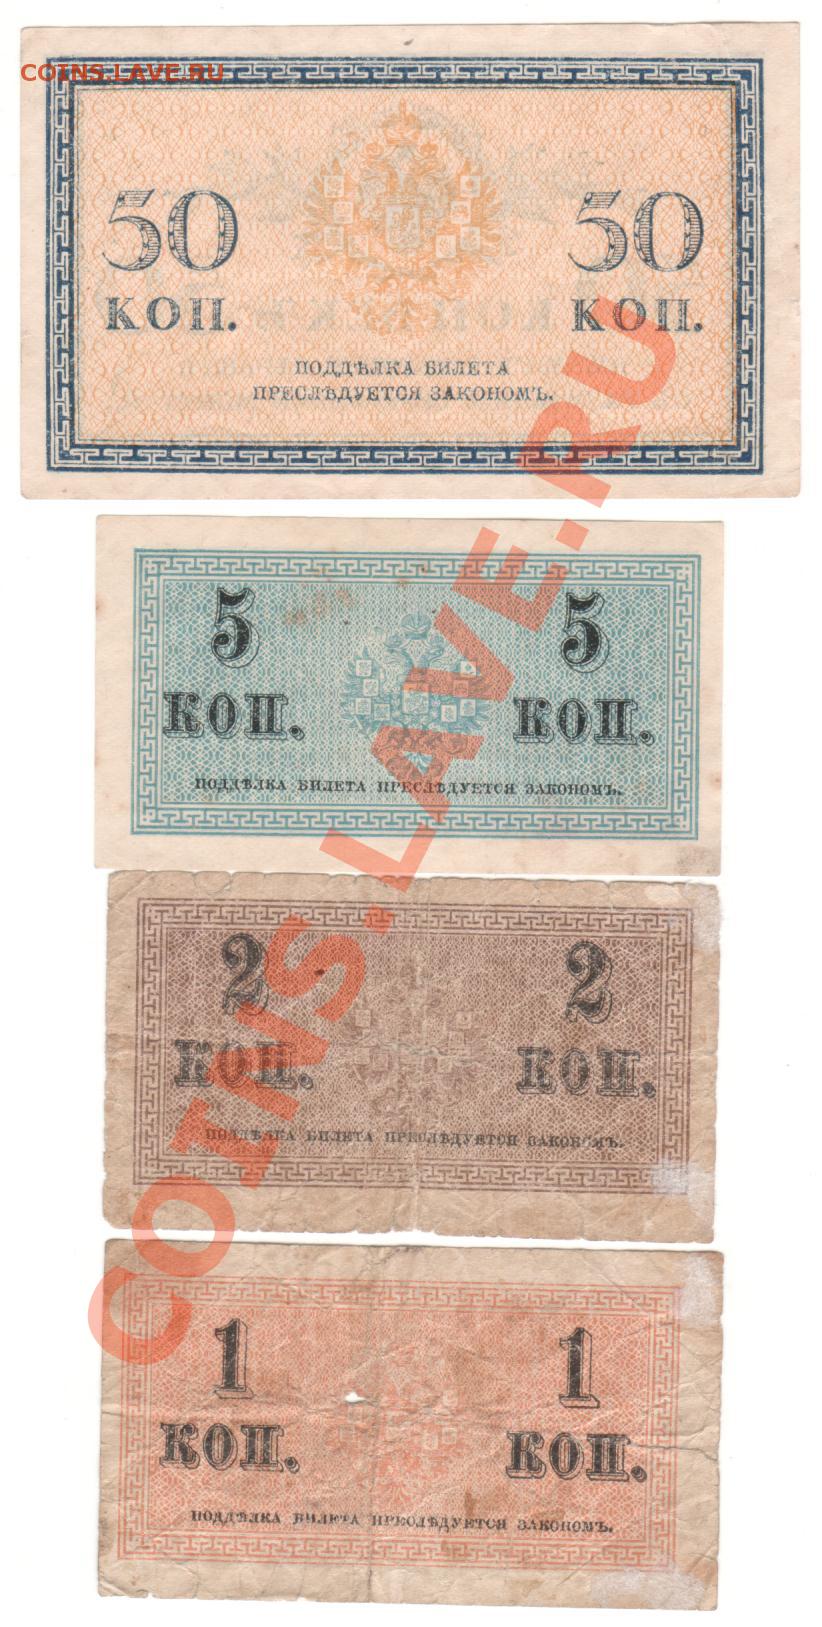 COINS.LAVE.RU
50 50
КОП. КОП.
ПОДДѢЛКА БИЛЕТА
ПРЕСЛѢДУЕТСЯ ЗАКОНОМЪ.
5 5
КОП. КОП.
ПОДДѢЛКА БИЛЕТА ПРЕСЛѢДУЕТСЯ ЗАКОНОМЪ.
2 2
КОП. КОП.
ПОДДѢЛКА БИЛЕТА ПРЕСЛѢДУЕТСЯ ЗАКОНОМЪ.
1 1
КОП. КОП.
ПОДДѢЛКА БИЛЕТА ПРЕСЛѢДУЕТСЯ ЗАКОНОМЪ.
COINS.LAVE.RU